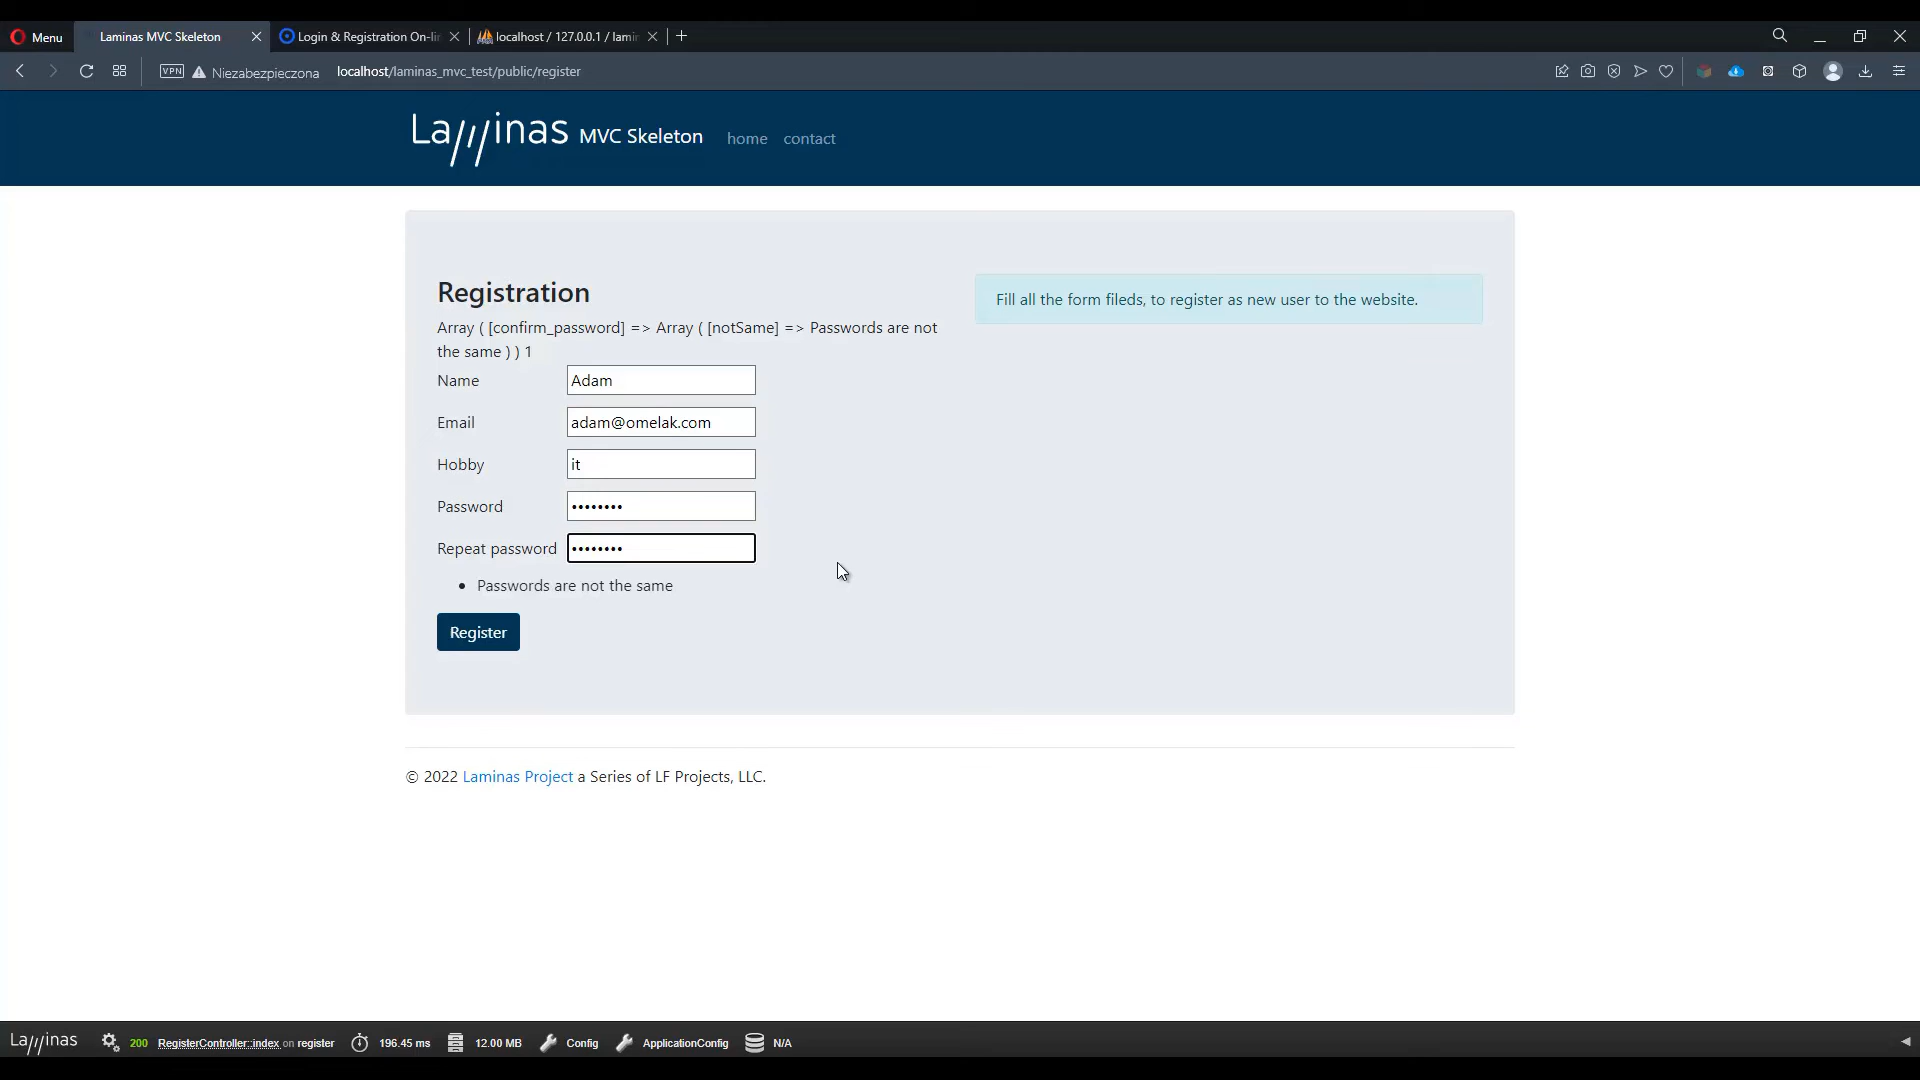 Menu
Laminas MVC Skeleton
Login & Registration On-li
localhost / 127.0.0.1 / lamin
VPN
Niezabezpieczona
localhost/laminas_mvc_test/public/register
Laminas MVC Skeleton
home
contact
Registration
Array ( [confirm_password] => Array ( [notSame] => Passwords are not
the same ) ) 1
Fill all the form fileds, to register as new user to the website.
Name
Adam
Email
adam@omelak.com
Hobby
it
Password
••••••••
Repeat password
••••••••
• Passwords are not the same
Register
© 2022 Laminas Project a Series of LF Projects, LLC.
Laminas
200 RegisterController::index on register
196.45 ms
12.00 MB
Config
ApplicationConfig
N/A